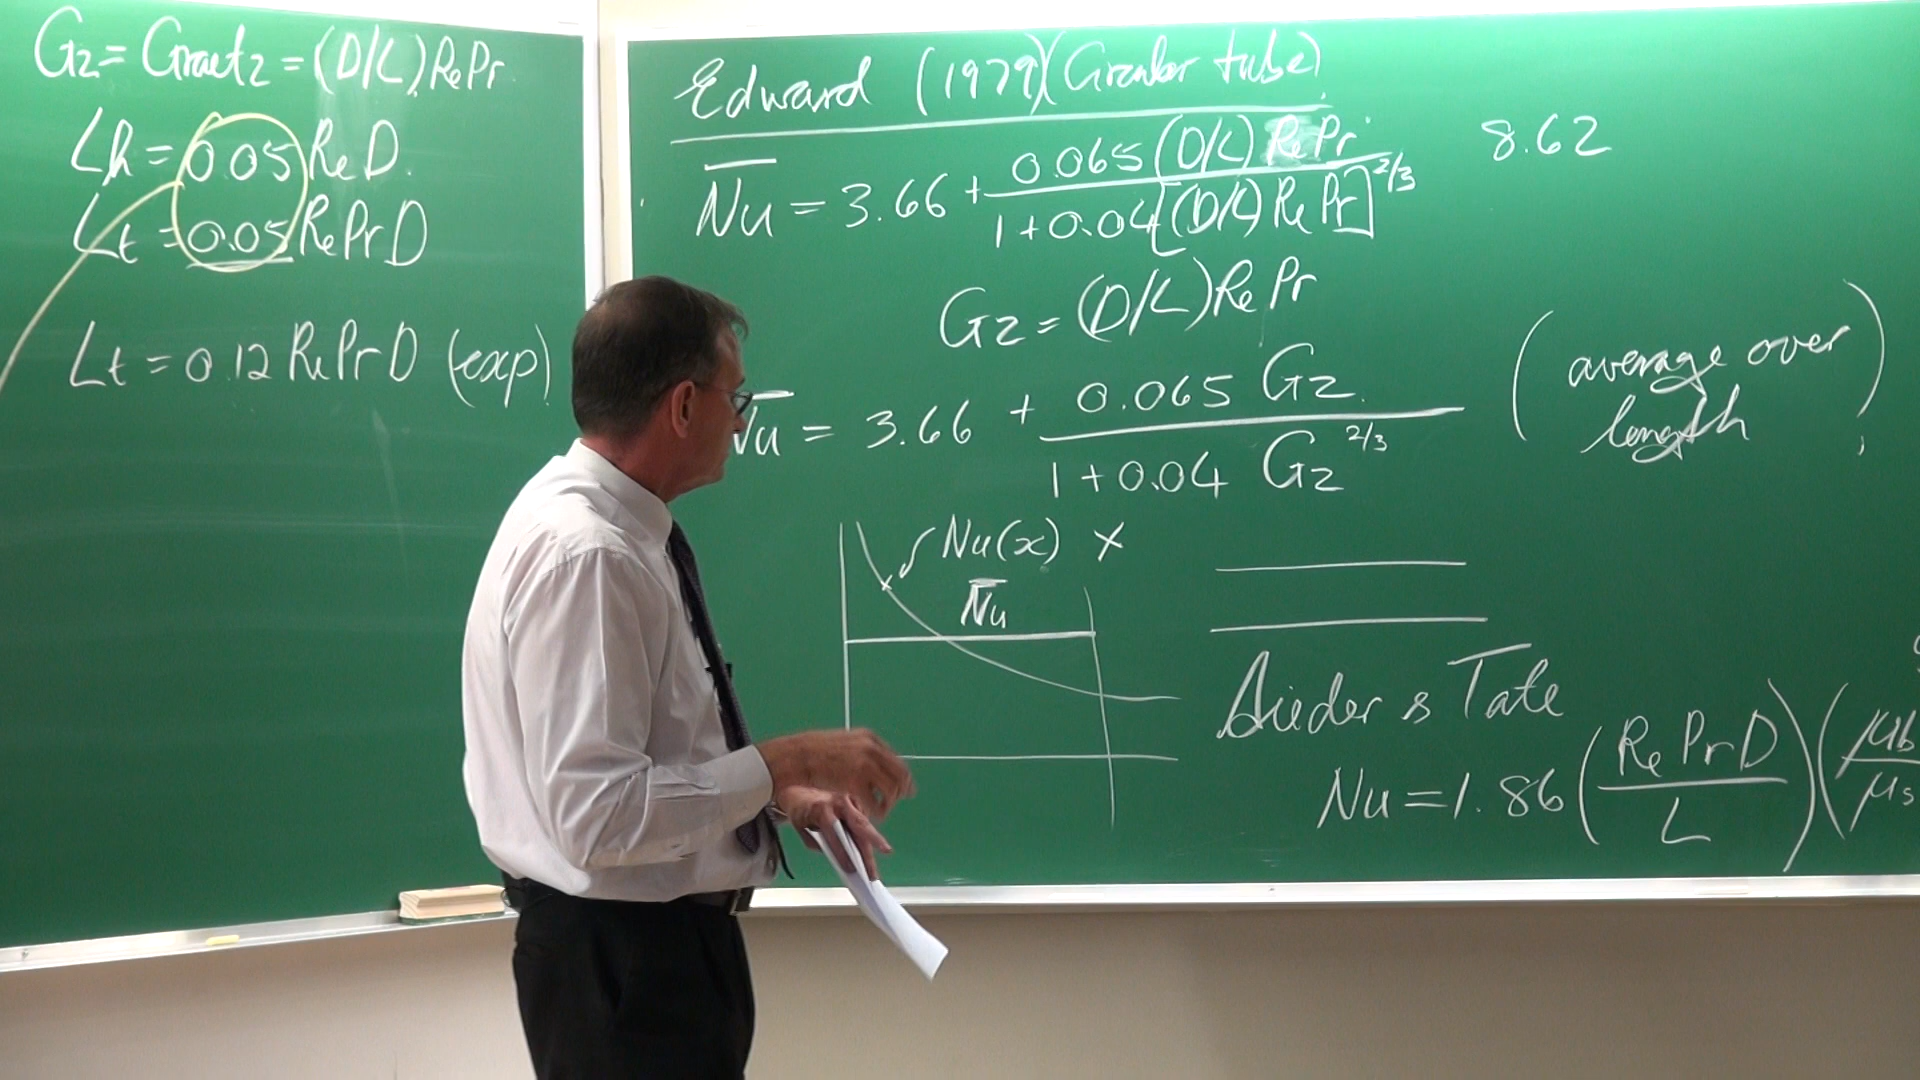 Gz = Graetz = (D/L) Re Pr
Lh = 0.05 Re D.
Lt = 0.05 Re Pr D
Lt = 0.12 Re Pr D (exp)
Edward (1979) (Circular tube)
N̅u̅ = 3.66 + 0.065 (D/L) Re Pr / 1 + 0.04 [(D/L) Re Pr]^2/3
8.62
Gz = (D/L) Re Pr
N̅u̅ = 3.66 + 0.065 Gz / 1 + 0.04 Gz^2/3
(average over
length)
Nu(x) x
N̅u̅
Sieder & Tate
Nu = 1.86 (Re Pr D / L) (μb / μs